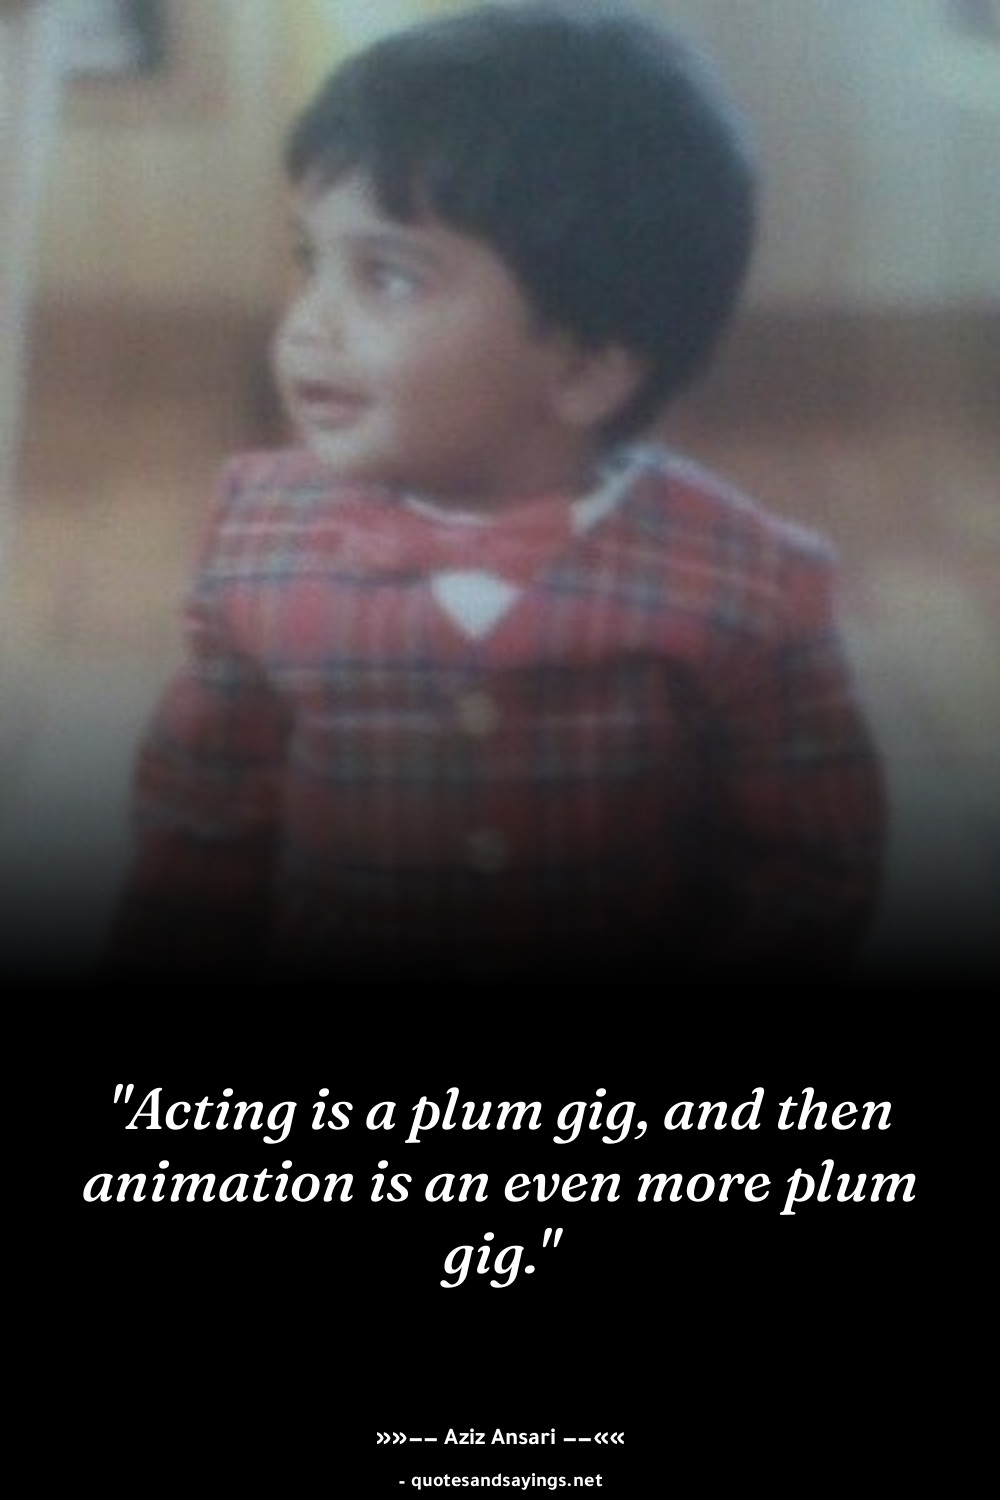 "Acting is a plum gig, and then
animation is an even more plum
gig."
»»–– Aziz Ansari ––««
- quotesandsayings.net